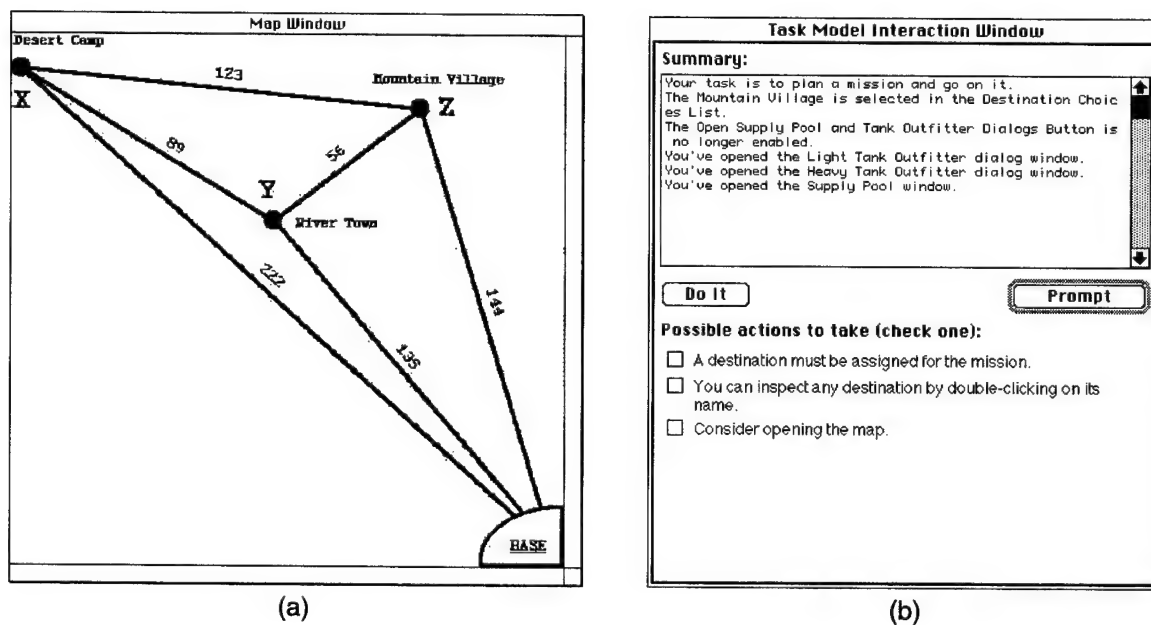 Map Window
Desert Camp
123
Mountain Village
X
Z
89
56
Y
River Town
222
144
135
BASE
(a)
Task Model Interaction Window
Summary:
Your task is to plan a mission and go on it.
The Mountain Village is selected in the Destination Choic
es List.
The Open Supply Pool and Tank Outfitter Dialogs Button is
no longer enabled.
You've opened the Light Tank Outfitter dialog window.
You've opened the Heavy Tank Outfitter dialog window.
You've opened the Supply Pool window.
Do It
Prompt
Possible actions to take (check one):
A destination must be assigned for the mission.
You can inspect any destination by double-clicking on its
name.
Consider opening the map.
(b)